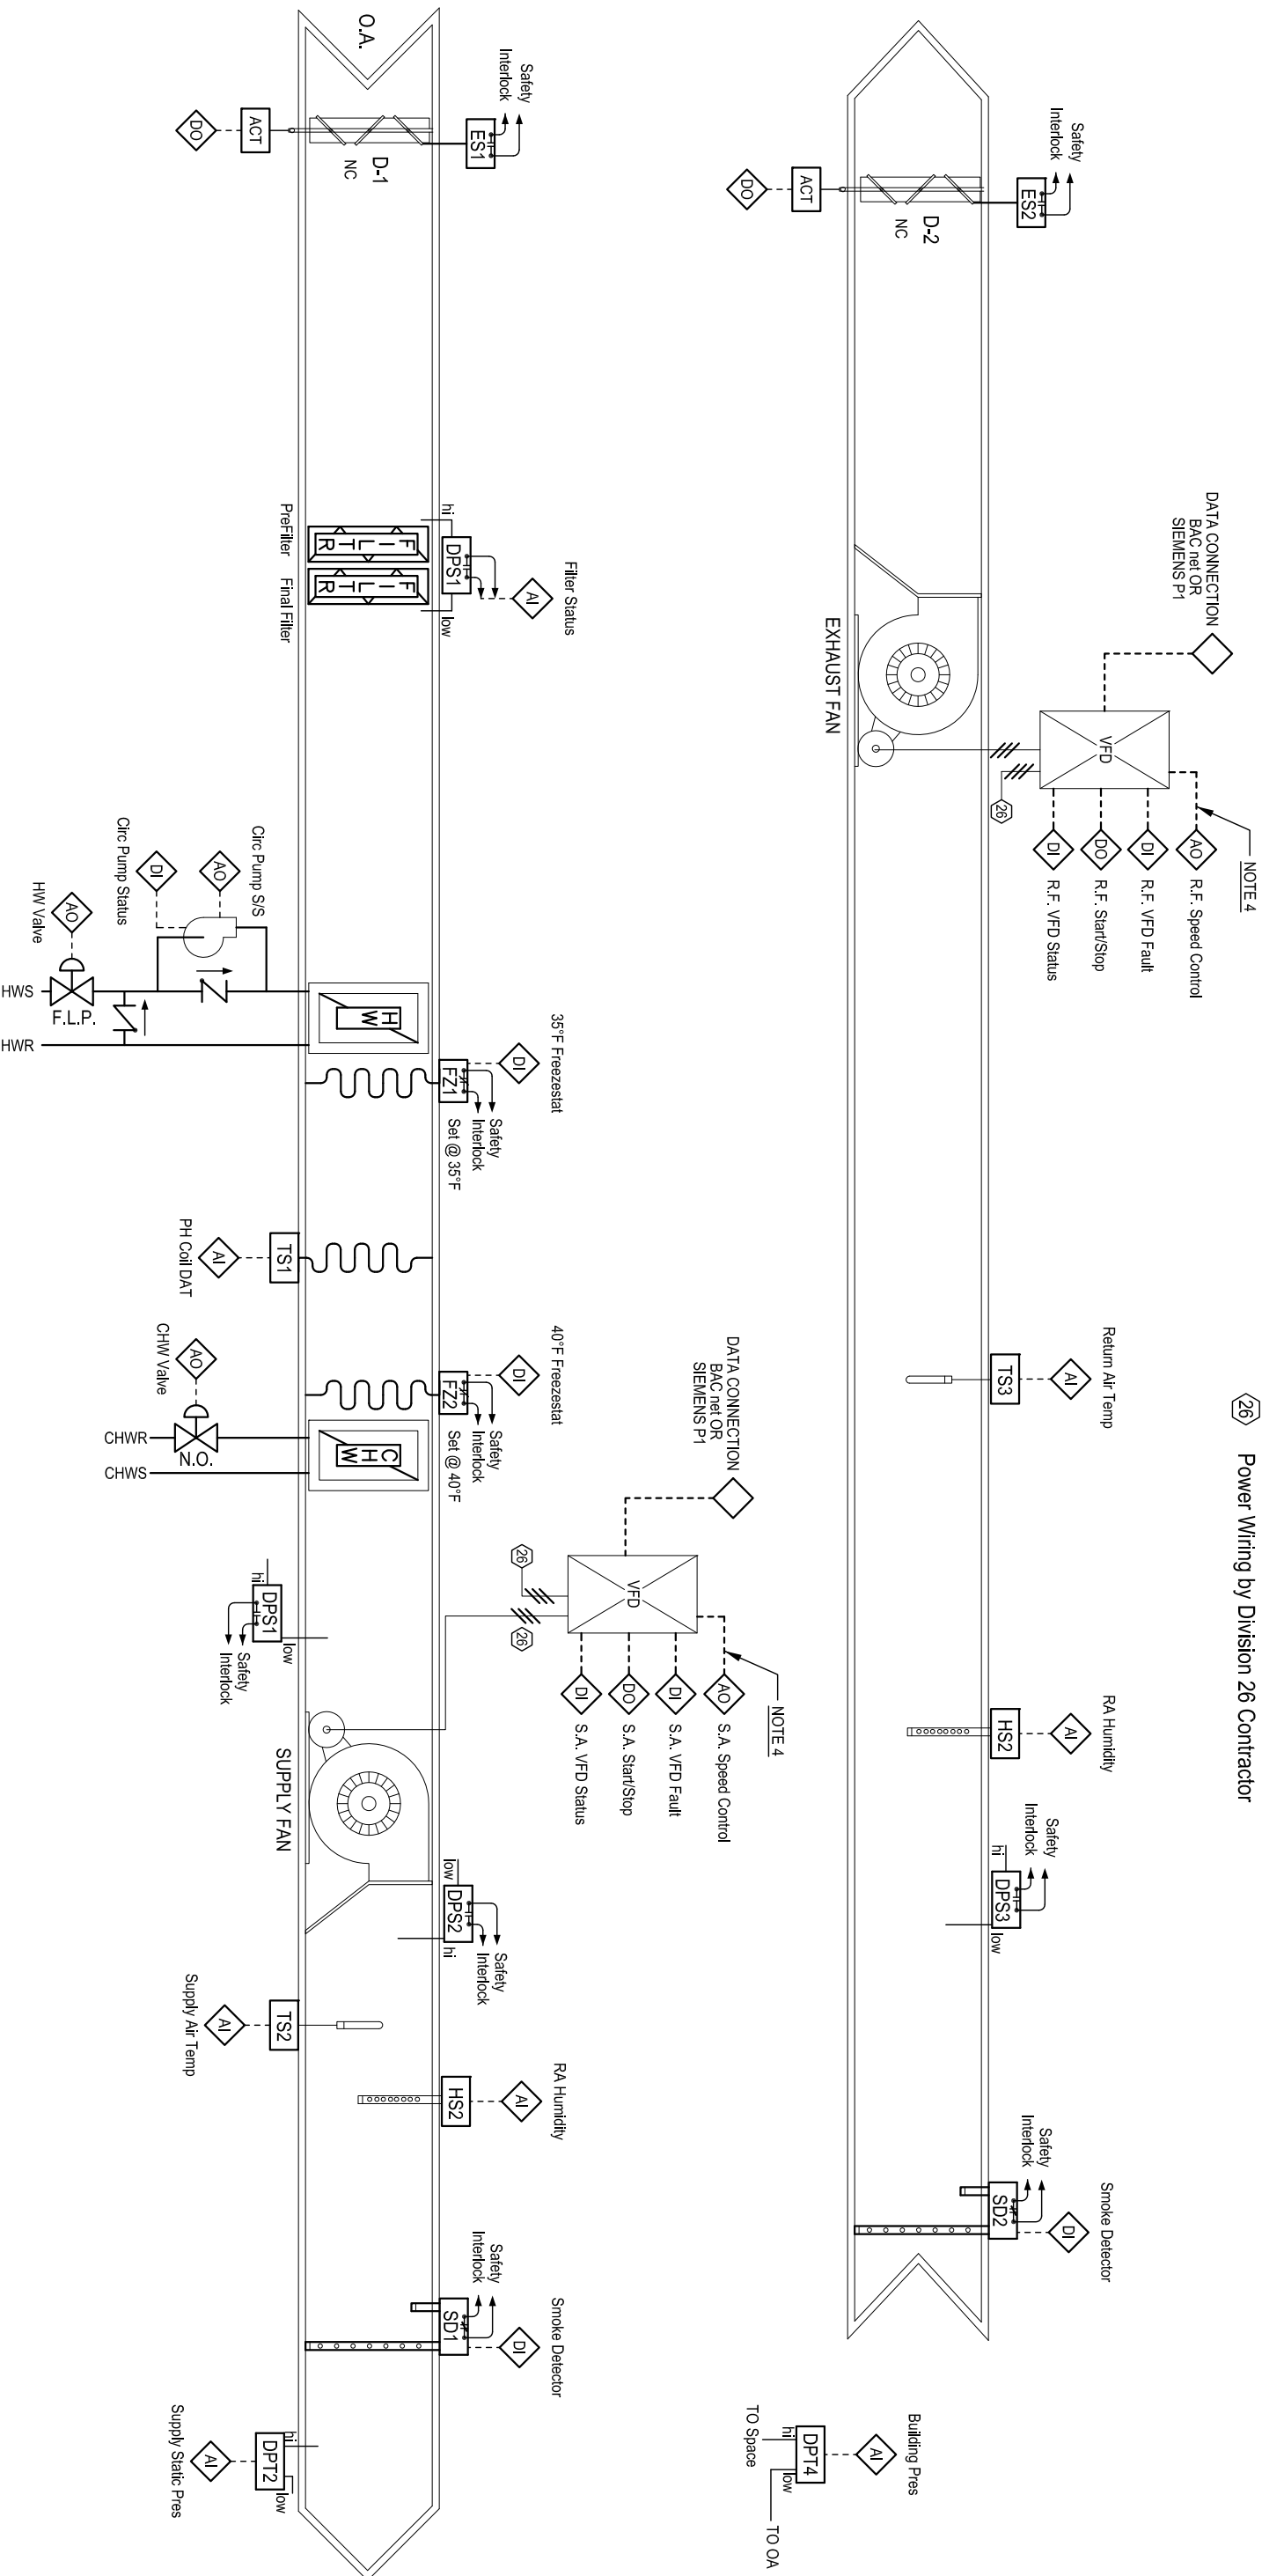 26 Power Wiring by Division 26 Contractor
DATA CONNECTION
BAC net OR
SIEMENS P1
NOTE 4
VFD
AO R.F. Speed Control
DI R.F. VFD Fault
DO R.F. Start/Stop
DI R.F. VFD Status
26
Safety
Interlock
ES2
D-2
NC
ACT
DO
EXHAUST FAN
Return Air Temp
AI
TS3
RA Humidity
AI
HS2
Safety
Interlock
hi
DPS3
low
Safety
Interlock
Smoke Detector
DI
SD2
Building Pres
AI
DPT4
hi
low
TO Space
TO OA
O.A.
Safety
Interlock
ES1
D-1
NC
ACT
DO
Filter Status
AI
hi
DPS1
low
FILTR
FILTR
PreFilter
Final Filter
Circ Pump S/S
AO
Circ Pump Status
DI
HW Valve
AO
F.L.P.
HWS
HWR
HW
35°F Freezestat
DI
FZ1
Safety
Interlock
Set @ 35°F
TS1
AI
PH Coil DAT
40°F Freezestat
DI
FZ2
Safety
Interlock
Set @ 40°F
CHW
CHW Valve
AO
N.O.
CHWR
CHWS
DATA CONNECTION
BAC net OR
SIEMENS P1
NOTE 4
VFD
AO S.A. Speed Control
DI S.A. VFD Fault
DO S.A. Start/Stop
DI S.A. VFD Status
26
26
hi
DPS1
low
Safety
Interlock
SUPPLY FAN
low
DPS2
hi
Safety
Interlock
TS2
AI
Supply Air Temp
RA Humidity
AI
HS2
Safety
Interlock
Smoke Detector
DI
SD1
hi
DPT2
low
AI
Supply Static Pres